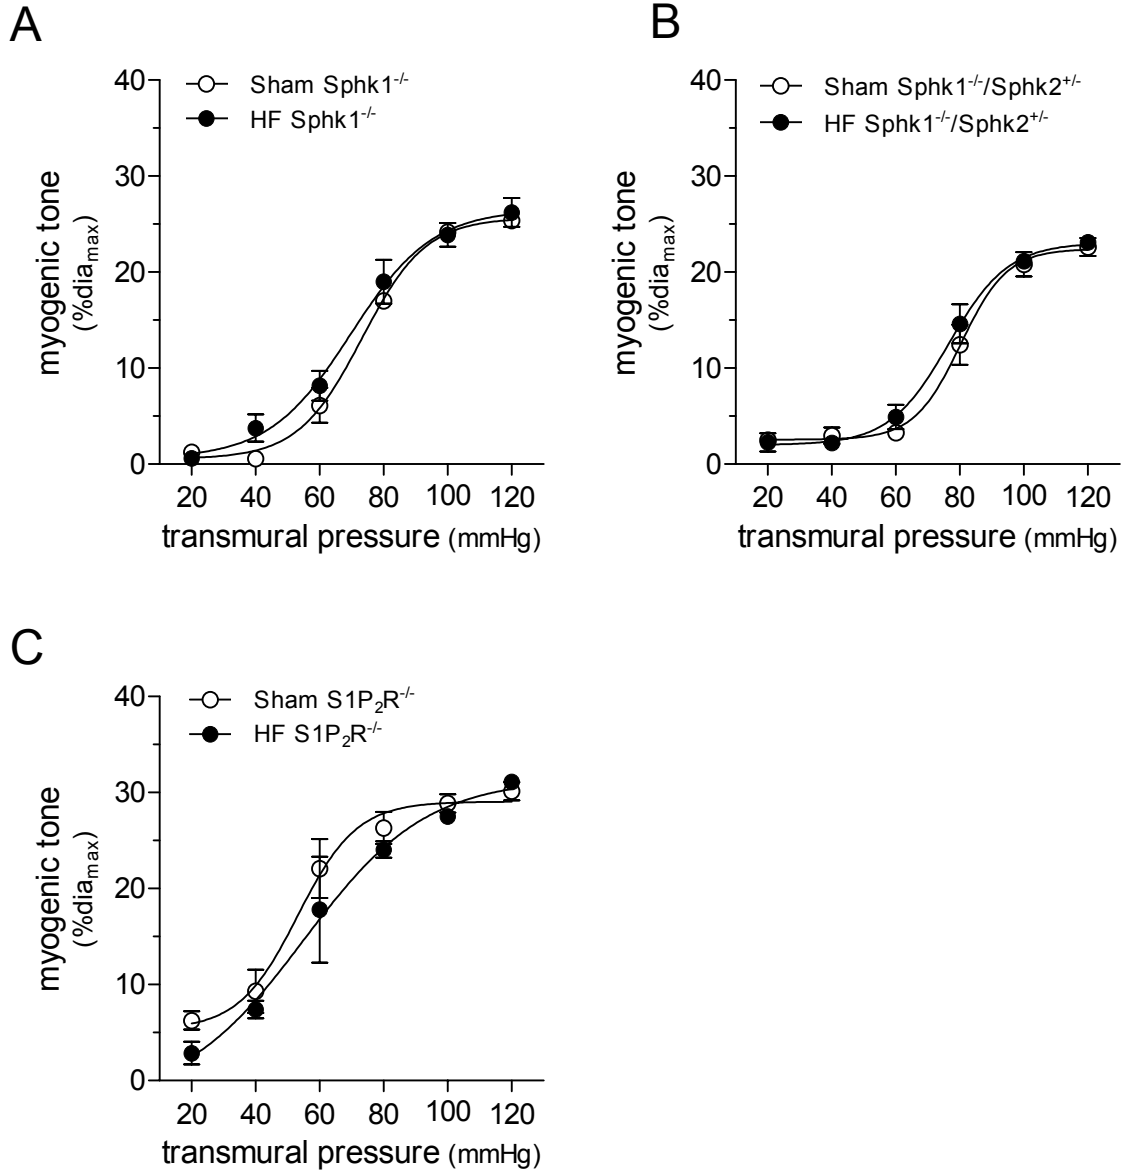 A
Sham Sphk1-/-
HF Sphk1-/-
40
30
20
10
0
myogenic tone
(%diamax)
20 40 60 80 100 120
transmural pressure (mmHg)
B
Sham Sphk1-/-/Sphk2+/-
HF Sphk1-/-/Sphk2+/-
40
30
20
10
0
myogenic tone
(%diamax)
20 40 60 80 100 120
transmural pressure (mmHg)
C
Sham S1P2R-/-
HF S1P2R-/-
40
30
20
10
0
myogenic tone
(%diamax)
20 40 60 80 100 120
transmural pressure (mmHg)